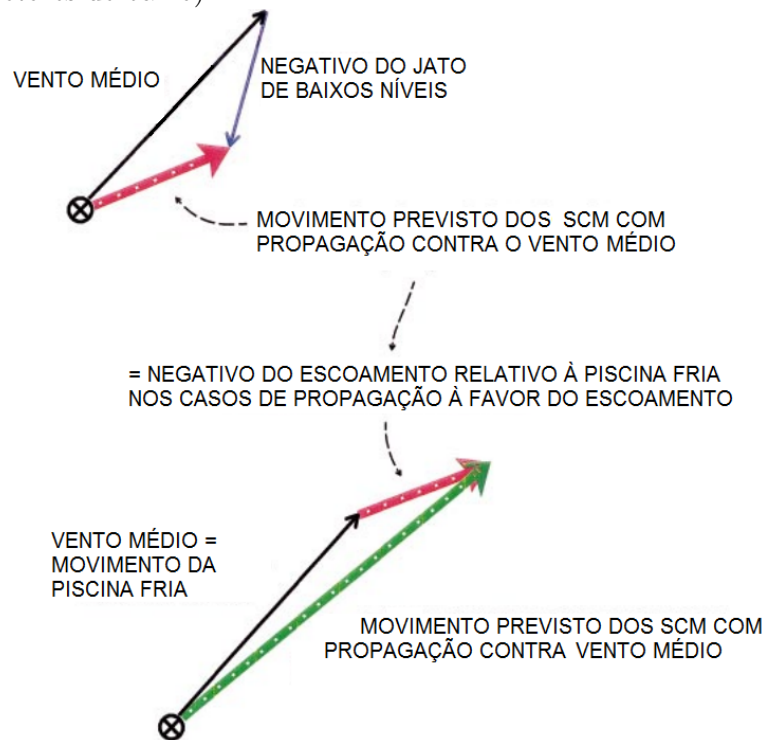 VENTO MÉDIO
NEGATIVO DO JATO
DE BAIXOS NÍVEIS
MOVIMENTO PREVISTO DOS SCM COM
PROPAGAÇÃO CONTRA O VENTO MÉDIO
= NEGATIVO DO ESCOAMENTO RELATIVO À PISCINA FRIA
NOS CASOS DE PROPAGAÇÃO À FAVOR DO ESCOAMENTO
VENTO MÉDIO =
MOVIMENTO DA
PISCINA FRIA
MOVIMENTO PREVISTO DOS SCM COM
PROPAGAÇÃO CONTRA VENTO MÉDIO